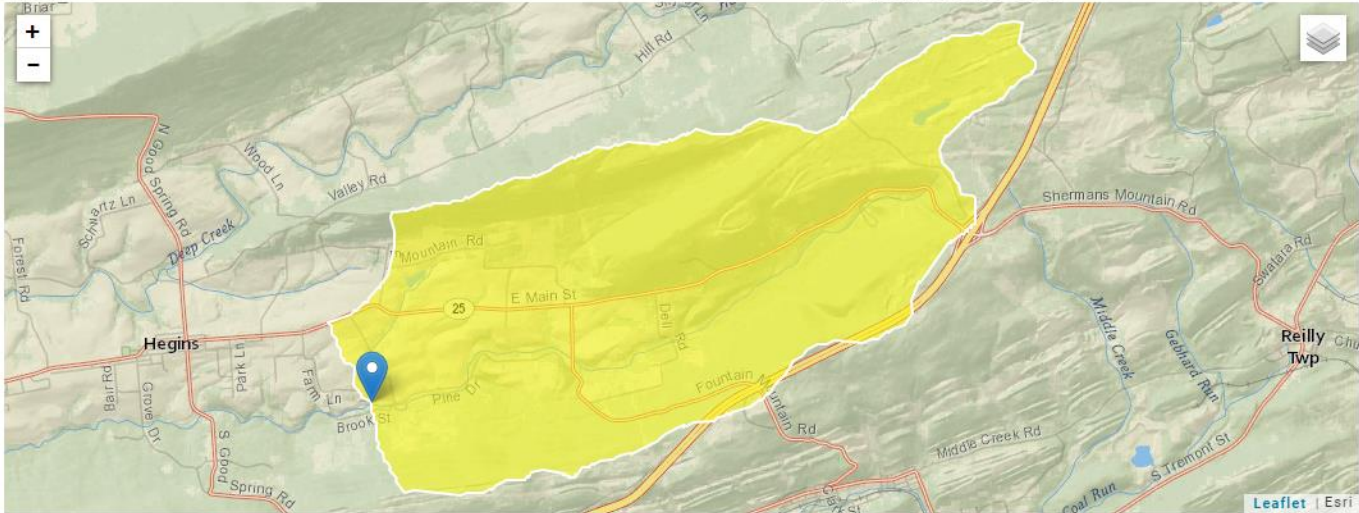 Briar
+
−
Hill Rd
N Good Spring Rd
Wood Ln
Valley Rd
Schwartz Ln
Deep Creek
Forest Rd
Mountain Rd
Shermans Mountain Rd
Swatara Rd
E Main St
25
Dell Rd
Middle Creek
Gebhard Run
Hegins
Reilly
Twp
Park Ln
Bair Rd
Farm Ln
Grove Dr
Pine Dr
Fountain
Mountain Rd
Brook St
Middle Creek Rd
S Good
Spring Rd
S Tremont St
Coal Run
Leaflet | Esri